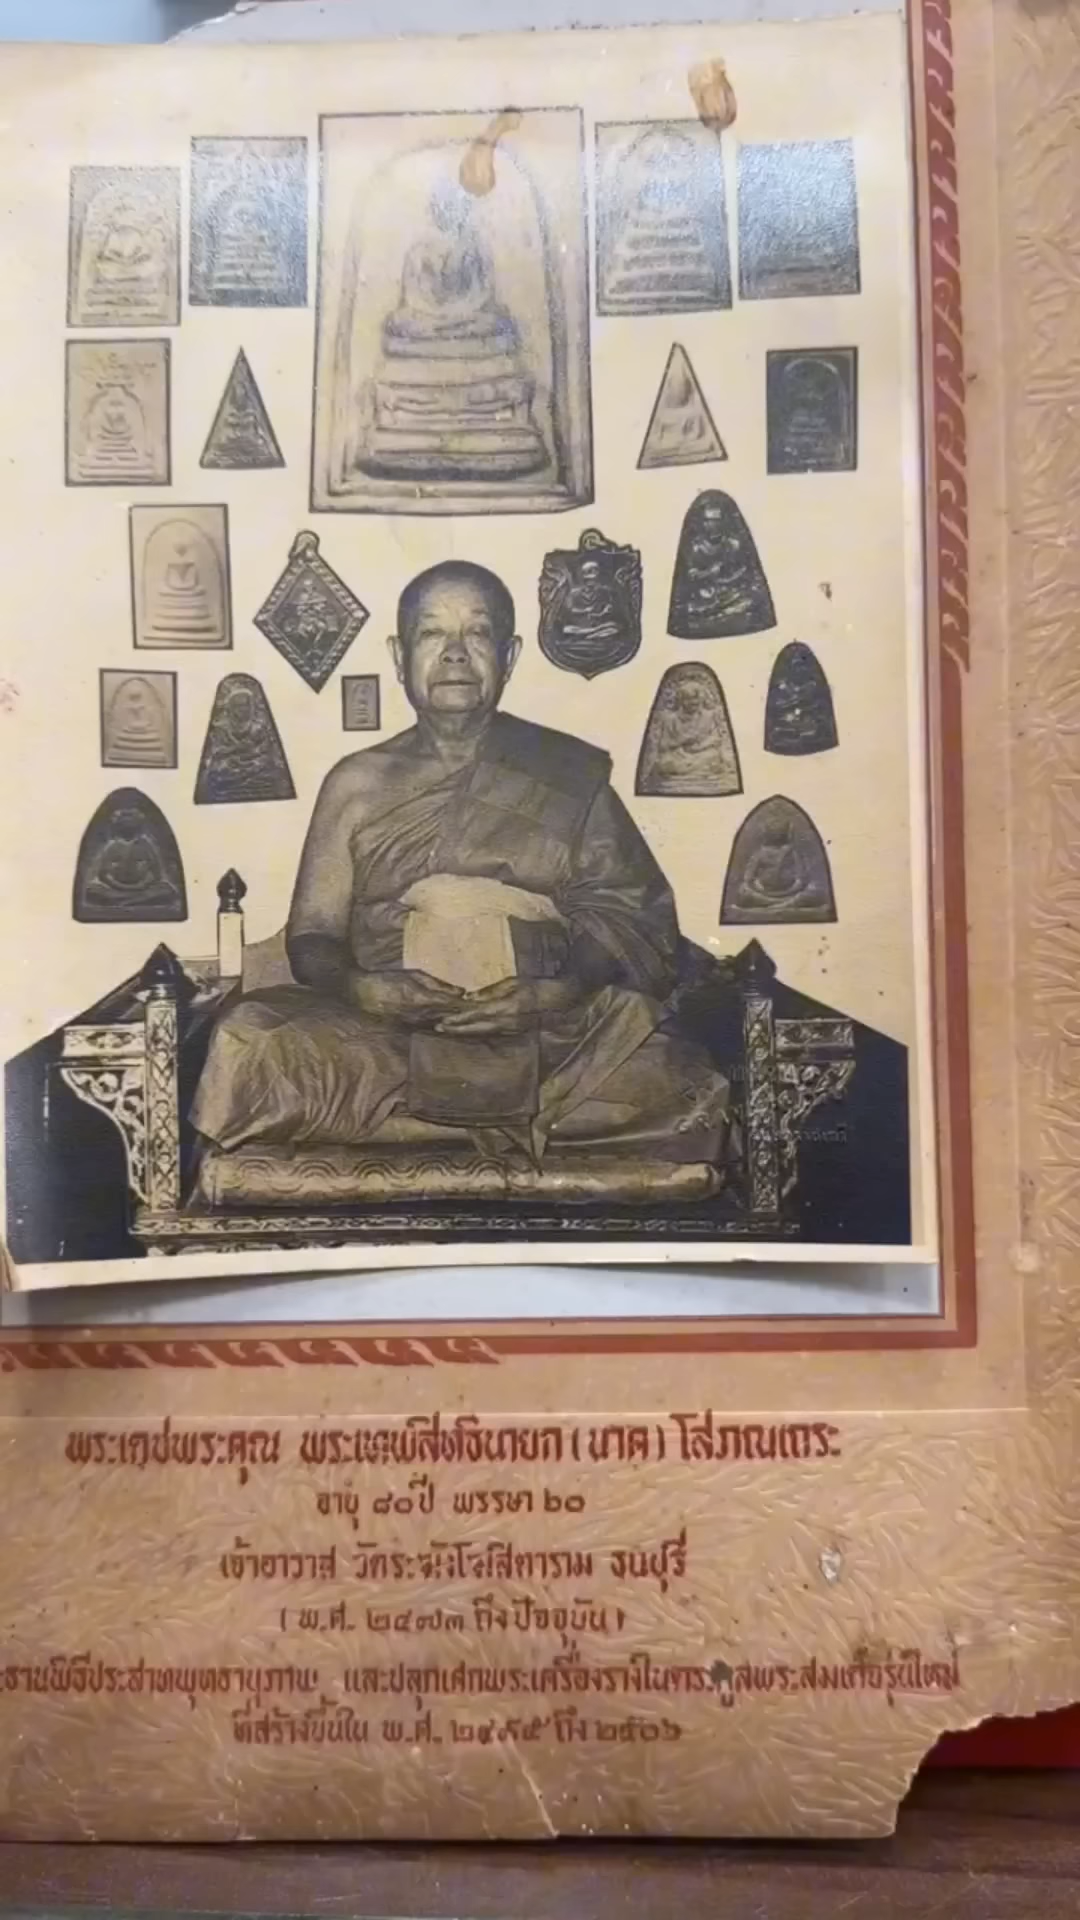 พระเดชพระคุณ พระเทพสิทธินายก (นาค) โสภณเถระ
อายุ ๘๐ ปี พรรษา ๖๐
เจ้าอาวาส วัดระฆังโฆสิตาราม ธนบุรี
(พ.ศ. ๒๔๗๓ ถึงปัจจุบัน)
ธานพิธีประสาทพุทธานุภาพ และปลุกเศกพระเครื่องรางในตระกูลพระสมเด็จรุ่นใหม่
ที่สร้างขึ้นใน พ.ศ. ๒๔๙๕ ถึง ๒๕๐๖